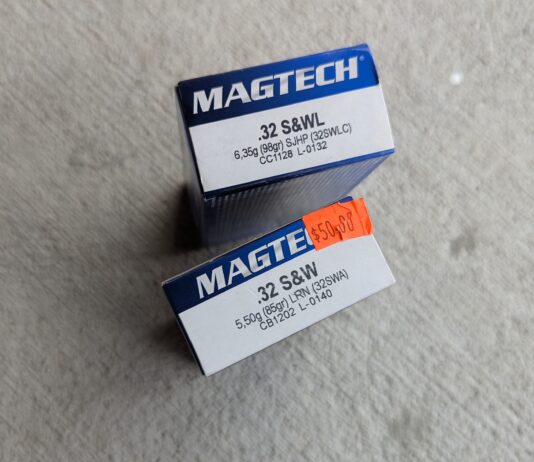 MAGTECH
.32 S&WL
6,35g (98gr) SJHP (32SWLC)
CC1128 L-0132
MAGTE
$50.00
.32 S&W
5,50g (85gr) LRN (32SWA)
CB1202 L-0140